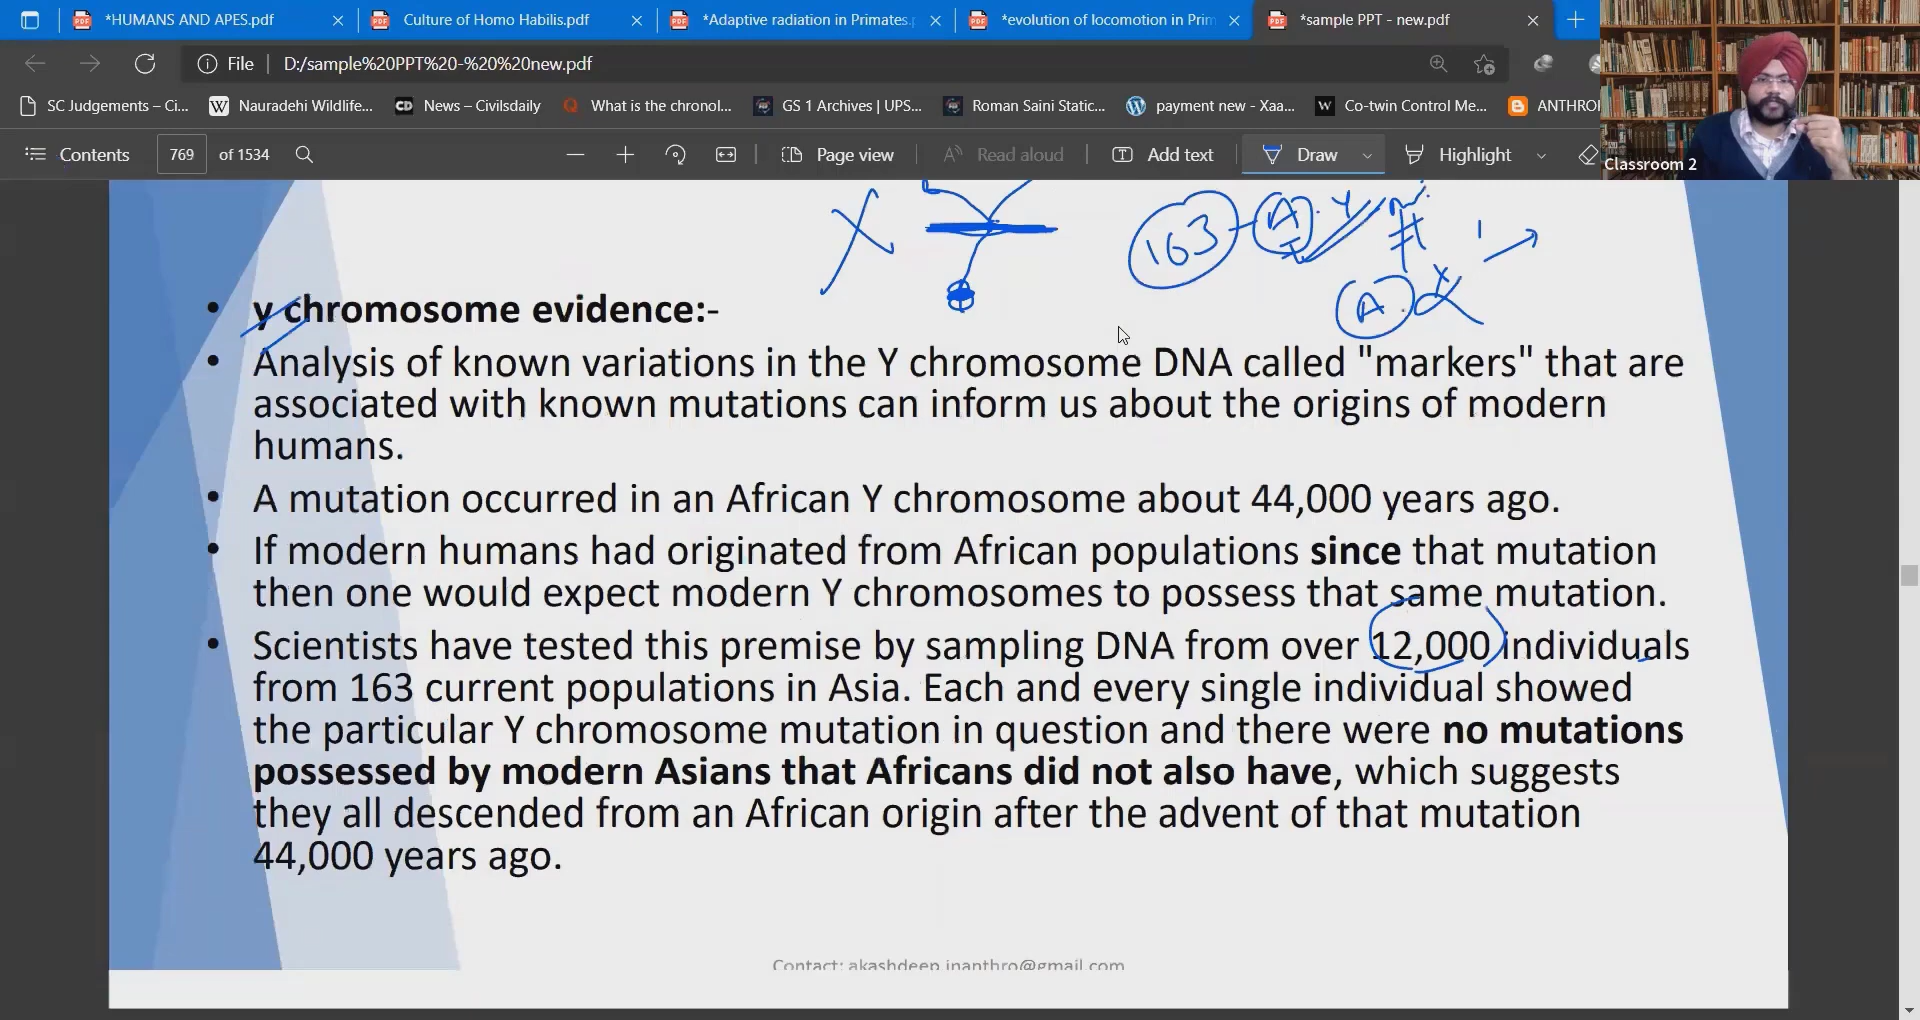 *HUMANS AND APES.pdf
Culture of Homo Habilis.pdf
*Adaptive radiation in Primates.
*evolution of locomotion in Prim
*sample PPT - new.pdf
File
D:/sample%20PPT%20-%20%20new.pdf
SC Judgements – Ci...
Nauradehi Wildlife...
News – Civilsdaily
What is the chronol...
GS 1 Archives | UPS...
Roman Saini Static...
payment new - Xaa...
Co-twin Control Me...
ANTHRO
Contents
769
of 1534
Page view
Read aloud
Add text
Draw
Highlight
Classroom 2
X
163 - A Y
A X
• y chromosome evidence:-
• Analysis of known variations in the Y chromosome DNA called "markers" that are
associated with known mutations can inform us about the origins of modern
humans.
• A mutation occurred in an African Y chromosome about 44,000 years ago.
• If modern humans had originated from African populations since that mutation
then one would expect modern Y chromosomes to possess that same mutation.
• Scientists have tested this premise by sampling DNA from over 12,000 individuals
from 163 current populations in Asia. Each and every single individual showed
the particular Y chromosome mutation in question and there were no mutations
possessed by modern Asians that Africans did not also have, which suggests
they all descended from an African origin after the advent of that mutation
44,000 years ago.
Contact: akashdeep.inanthro@gmail.com